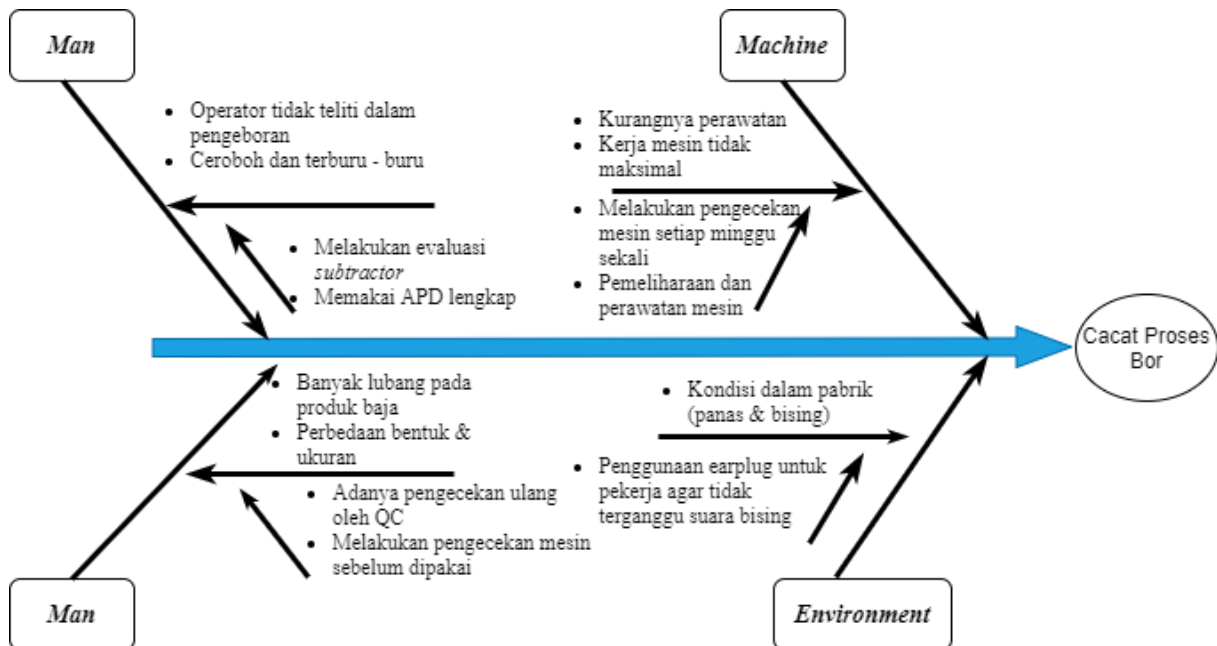 Man
Machine
• Operator tidak teliti dalam
pengeboran
• Ceroboh dan terburu - buru
• Kurangnya perawatan
• Kerja mesin tidak
maksimal
• Melakukan evaluasi
subtractor
• Memakai APD lengkap
• Melakukan pengecekan
mesin setiap minggu
sekali
• Pemeliharaan dan
perawatan mesin
Cacat Proses
Bor
• Banyak lubang pada
produk baja
• Perbedaan bentuk &
ukuran
• Kondisi dalam pabrik
(panas & bising)
• Adanya pengecekan ulang
oleh QC
• Melakukan pengecekan mesin
sebelum dipakai
• Penggunaan earplug untuk
pekerja agar tidak
terganggu suara bising
Man
Environment